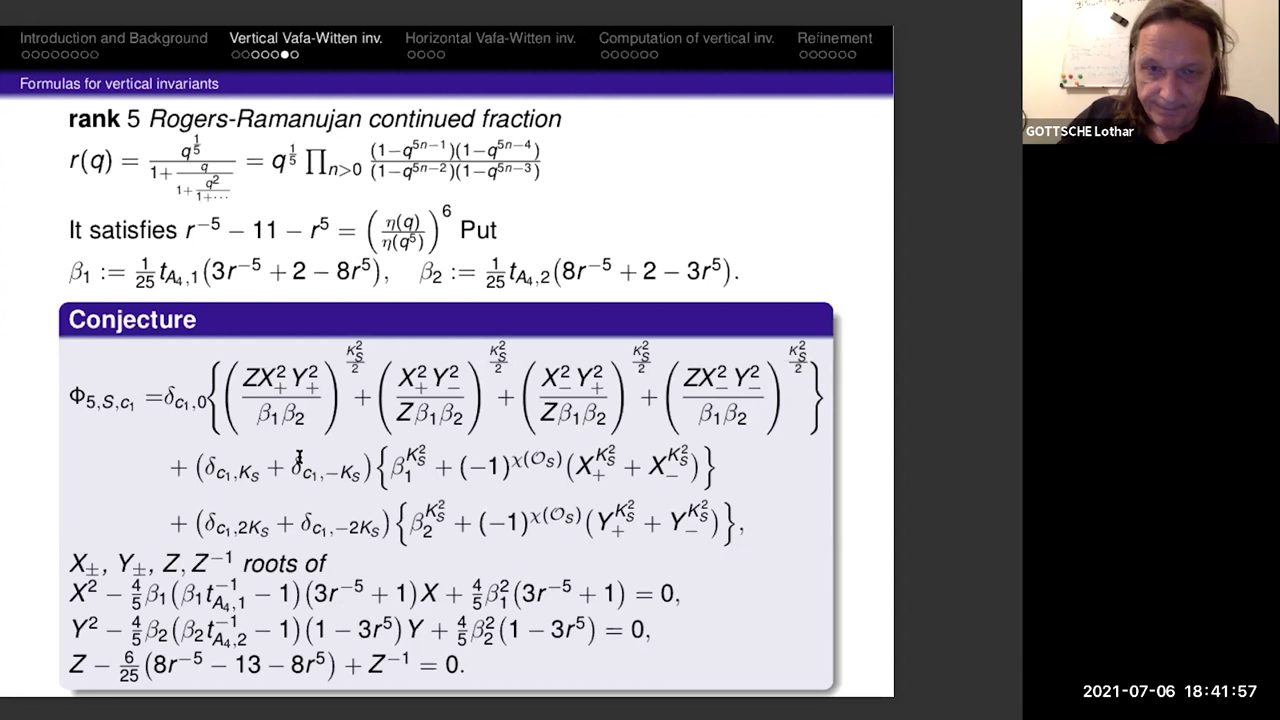 Introduction and Background Vertical Vafa-Witten inv. Horizontal Vafa-Witten inv. Computation of vertical inv. Refinement
Formulas for vertical invariants
rank 5 Rogers-Ramanujan continued fraction
r(q) = q^{1/5}/(1+q/(1+q^2/(1+⋯))) = q^{1/5} ∏_{n>0} (1−q^{5n−1})(1−q^{5n−4})/(1−q^{5n−2})(1−q^{5n−3})
It satisfies r^{−5} − 11 − r^5 = (η(q)/η(q^5))^6 Put
β_1 := 1/25 t_{A_4,1}(3r^{−5} + 2 − 8r^5), β_2 := 1/25 t_{A_4,2}(8r^{−5} + 2 − 3r^5).
Conjecture
Φ_{5,S,c_1} = δ_{c_1,0}{(ZX_+^2Y_+^2/β_1β_2)^{K_S^2/2} + (X_+^2Y_−^2/Zβ_1β_2)^{K_S^2/2} + (X_−^2Y_+^2/Zβ_1β_2)^{K_S^2/2} + (ZX_−^2Y_−^2/β_1β_2)^{K_S^2/2}}
+ (δ_{c_1,K_S} + δ_{c_1,−K_S}){β_1^{K_S^2} + (−1)^{χ(O_S)}(X_+^{K_S^2} + X_−^{K_S^2})}
+ (δ_{c_1,2K_S} + δ_{c_1,−2K_S}){β_2^{K_S^2} + (−1)^{χ(O_S)}(Y_+^{K_S^2} + Y_−^{K_S^2})},
X_±, Y_±, Z, Z^{−1} roots of
X^2 − 4/5 β_1(β_1 t_{A_4,1}^{−1} − 1)(3r^{−5} + 1)X + 4/5 β_1^2(3r^{−5} + 1) = 0,
Y^2 − 4/5 β_2(β_2 t_{A_4,2}^{−1} − 1)(1 − 3r^5)Y + 4/5 β_2^2(1 − 3r^5) = 0,
Z − 6/25 (8r^{−5} − 13 − 8r^5) + Z^{−1} = 0.
GOTTSCHE Lothar
2021-07-06 18:41:57